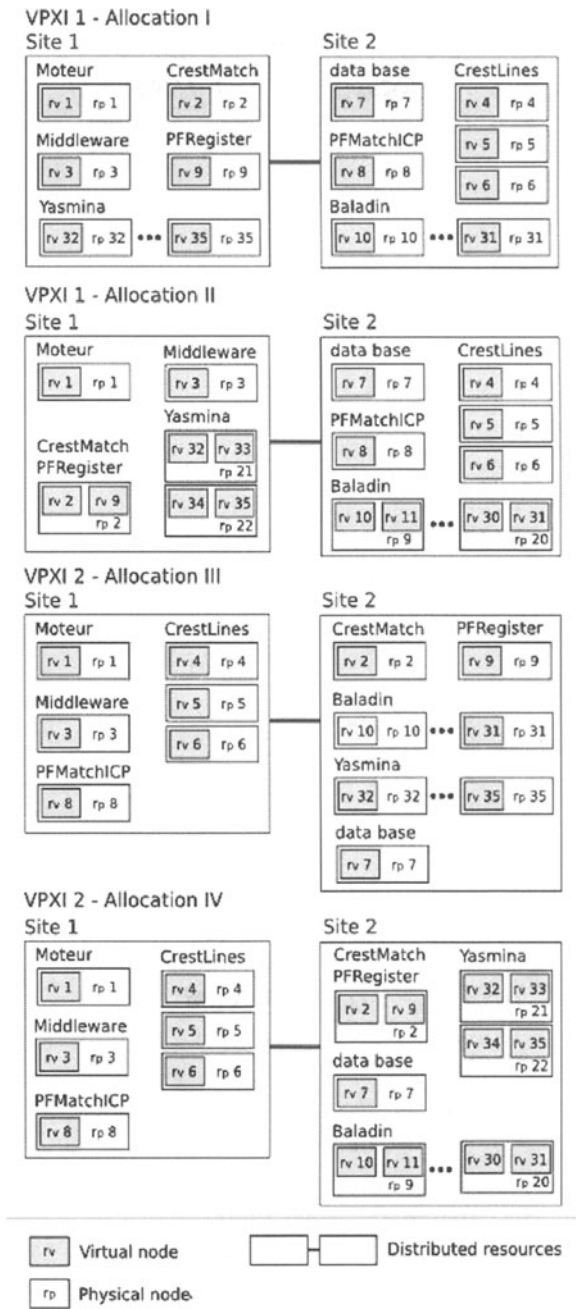 VPXI 1 - Allocation I
Site 1 Site 2
Moteur CrestMatch data base CrestLines
rv 1 rp 1 rv 2 rp 2 rv 7 rp 7 rv 4 rp 4
Middleware PFRegister PFMatchICP rv 5 rp 5
rv 3 rp 3 rv 9 rp 9 rv 8 rp 8 rv 6 rp 6
Yasmina Baladin
rv 32 rp 32 ••• rv 35 rp 35 rv 10 rp 10 ••• rv 31 rp 31
VPXI 1 - Allocation II
Site 1 Site 2
Moteur Middleware data base CrestLines
rv 1 rp 1 rv 3 rp 3 rv 7 rp 7 rv 4 rp 4
Yasmina PFMatchICP rv 5 rp 5
CrestMatch rv 32 rv 33 rv 8 rp 8 rv 6 rp 6
PFRegister rp 21 Baladin
rv 2 rv 9 rv 34 rv 35 rv 10 rv 11 ••• rv 30 rv 31
rp 2 rp 22 rp 9 rp 20
VPXI 2 - Allocation III
Site 1 Site 2
Moteur CrestLines CrestMatch PFRegister
rv 1 rp 1 rv 4 rp 4 rv 2 rp 2 rv 9 rp 9
Middleware rv 5 rp 5 Baladin
rv 3 rp 3 rv 6 rp 6 rv 10 rp 10 ••• rv 31 rp 31
PFMatchICP Yasmina
rv 8 rp 8 rv 32 rp 32 ••• rv 35 rp 35
data base
rv 7 rp 7
VPXI 2 - Allocation IV
Site 1 Site 2
Moteur CrestLines CrestMatch Yasmina
PFRegister
rv 1 rp 1 rv 4 rp 4 rv 2 rv 9 rv 32 rv 33
rp 2 rp 21
Middleware rv 5 rp 5 data base rv 34 rv 35
rp 22
rv 3 rp 3 rv 6 rp 6 rv 7 rp 7
PFMatchICP Baladin
rv 8 rp 8 rv 10 rv 11 ••• rv 30 rv 31
rp 9 rp 20
rv Virtual node Distributed resources
rp Physical node